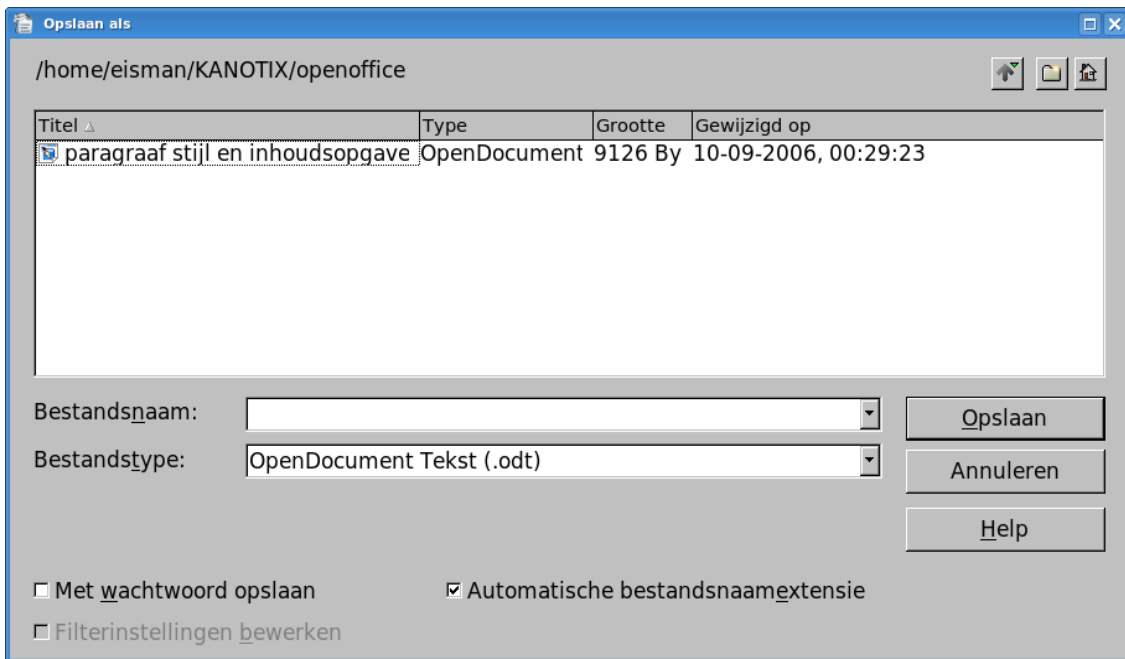 Opslaan als
/home/eisman/KANOTIX/openoffice
Titel Type Grootte Gewijzigd op
paragraaf stijl en inhoudsopgave OpenDocument 9126 By 10-09-2006, 00:29:23
Bestandsnaam: Opslaan
Bestandstype: OpenDocument Tekst (.odt) Annuleren
Help
Met wachtwoord opslaan Automatische bestandsnaamextensie
Filterinstellingen bewerken